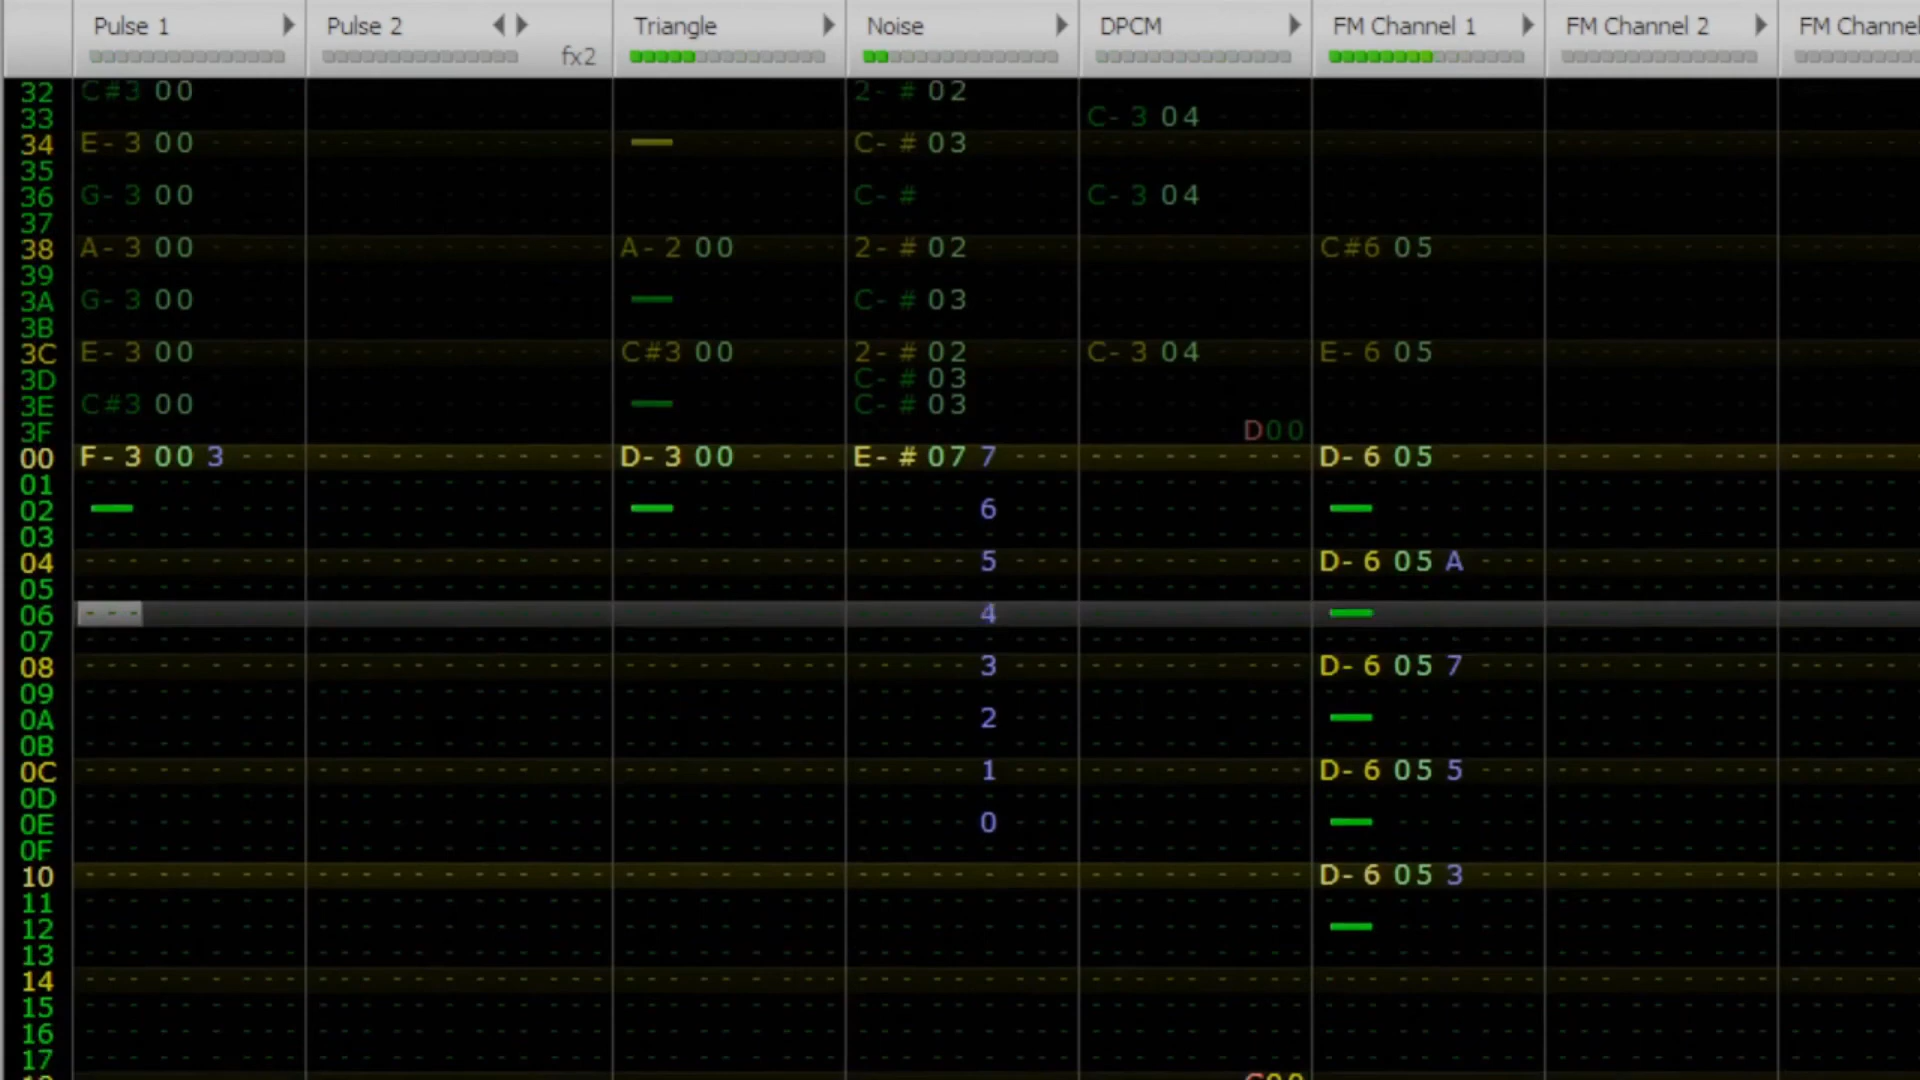 Pulse 1 Pulse 2 Triangle Noise DPCM FM Channel 1 FM Channel 2 FM Channel
fx2
32 C#3 00 2- # 02
33 C- 3 04
34 E- 3 00 C- # 03
35
36 G- 3 00 C- # C- 3 04
37
38 A- 3 00 A- 2 00 2- # 02 C#6 05
39
3A G- 3 00 C- # 03
3B
3C E- 3 00 C#3 00 2- # 02 C- 3 04 E- 6 05
3D C- # 03
3E C#3 00 C- # 03
3F D00
00 F- 3 00 3 D- 3 00 E- # 07 7 D- 6 05
01
02 6
03
04 5 D- 6 05 A
05
06 4
07
08 3 D- 6 05 7
09
0A 2
0B
0C 1 D- 6 05 5
0D
0E 0
0F
10 D- 6 05 3
11
12
13
14
15
16
17